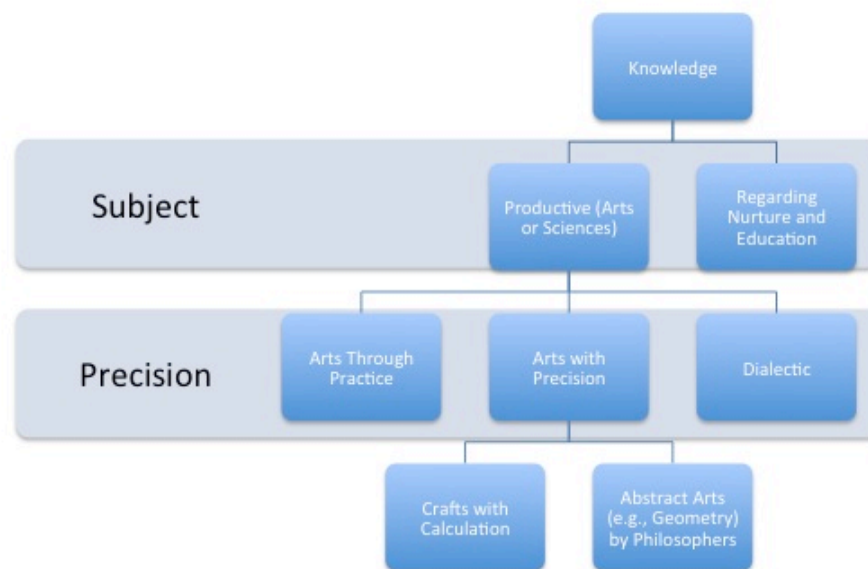 Knowledge
Subject
Productive (Arts
or Sciences)
Regarding
Nurture and
Education
Precision
Arts Through
Practice
Arts with
Precision
Dialectic
Crafts with
Calculation
Abstract Arts
(e.g., Geometry)
by Philosophers